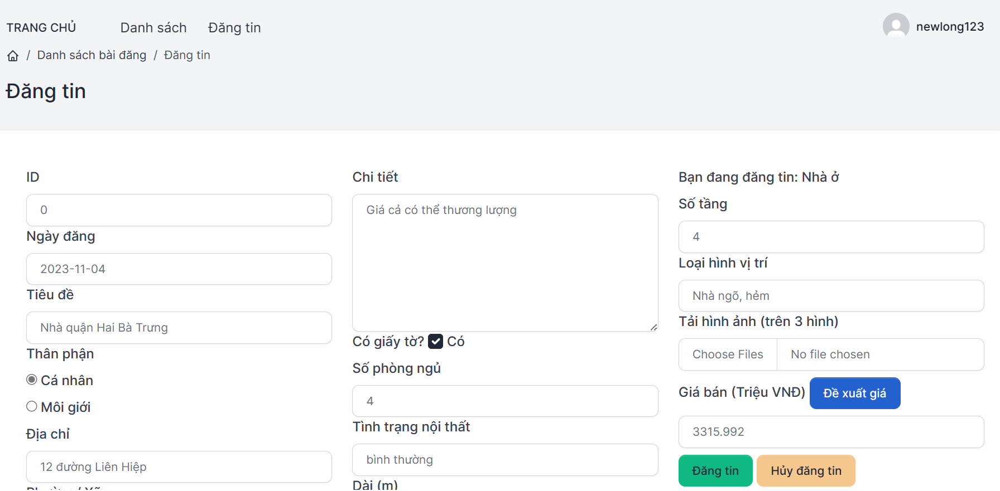 TRANG CHỦ
Danh sách
Đăng tin
newlong123
/ Danh sách bài đăng / Đăng tin
Đăng tin
ID
0
Ngày đăng
2023-11-04
Tiêu đề
Nhà quận Hai Bà Trưng
Thân phận
Cá nhân
Môi giới
Địa chỉ
12 đường Liên Hiệp
Chi tiết
Giá cả có thể thương lượng
Có giấy tờ? Có
Số phòng ngủ
4
Tình trạng nội thất
bình thường
Dài (m)
Bạn đang đăng tin: Nhà ở
Số tầng
4
Loại hình vị trí
Nhà ngõ, hẻm
Tải hình ảnh (trên 3 hình)
Choose Files No file chosen
Giá bán (Triệu VNĐ) Đề xuất giá
3315.992
Đăng tin Hủy đăng tin